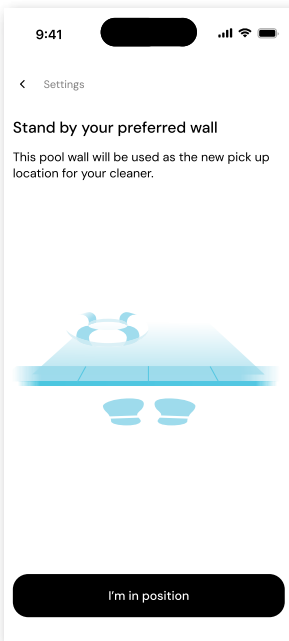 9:41
Settings
Stand by your preferred wall
This pool wall will be used as the new pick up
location for your cleaner.
I'm in position